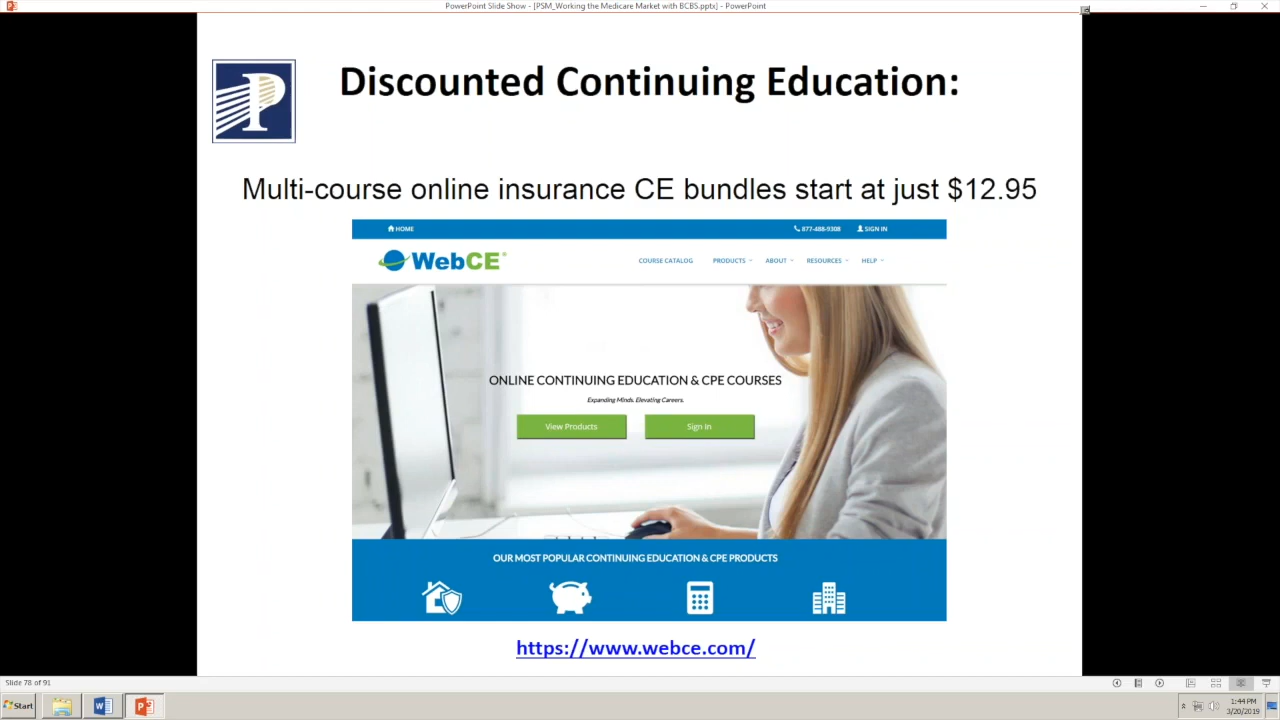 PowerPoint Slide Show - [PSM_Working the Medicare Market with BCBS.pptx] - PowerPoint
P
Discounted Continuing Education:
Multi-course online insurance CE bundles start at just $12.95
HOME
877-488-9308
SIGN IN
WebCE®
COURSE CATALOG
PRODUCTS
ABOUT
RESOURCES
HELP
ONLINE CONTINUING EDUCATION & CPE COURSES
Expanding Minds. Elevating Careers.
View Products
Sign In
OUR MOST POPULAR CONTINUING EDUCATION & CPE PRODUCTS
https://www.webce.com/
Slide 78 of 91
Start
1:44 PM
3/20/2019